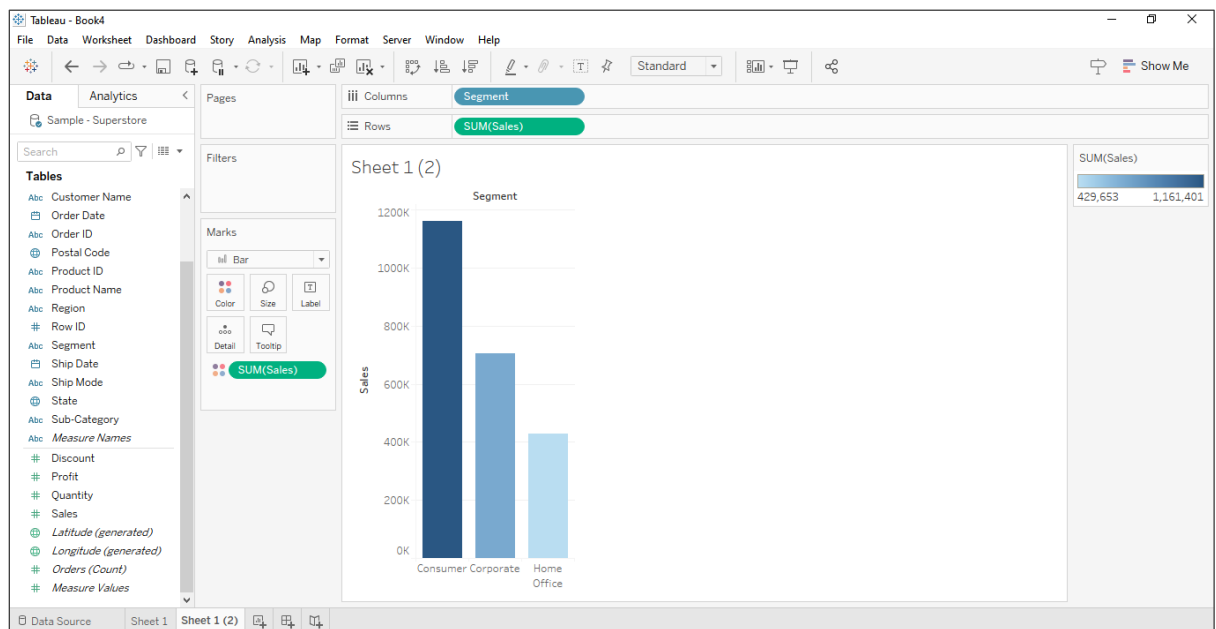 Tableau - Book4
File Data Worksheet Dashboard Story Analysis Map Format Server Window Help
Standard
Show Me
Data Analytics
Sample - Superstore
Search
Tables
Abc Customer Name
Order Date
Abc Order ID
Postal Code
Abc Product ID
Abc Product Name
Abc Region
# Row ID
Abc Segment
Ship Date
Abc Ship Mode
State
Abc Sub-Category
Abc Measure Names
# Discount
# Profit
# Quantity
# Sales
Latitude (generated)
Longitude (generated)
# Orders (Count)
# Measure Values
Pages
Filters
Marks
Bar
Color Size Label
Detail Tooltip
SUM(Sales)
Columns Segment
Rows SUM(Sales)
Sheet 1 (2)
Segment
1200K
1000K
800K
600K
400K
200K
0K
Sales
Consumer Corporate Home
Office
SUM(Sales)
429,653 1,161,401
Data Source Sheet 1 Sheet 1 (2)